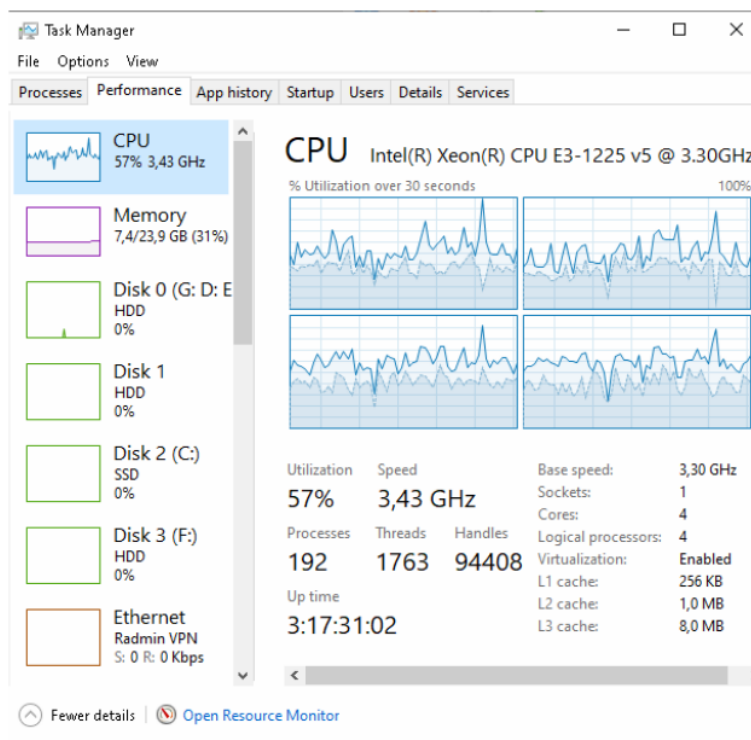 Task Manager
File Options View
Processes Performance App history Startup Users Details Services
CPU
57% 3,43 GHz
Memory
7,4/23,9 GB (31%)
Disk 0 (G: D: E
HDD
0%
Disk 1
HDD
0%
Disk 2 (C:)
SSD
0%
Disk 3 (F:)
HDD
0%
Ethernet
Radmin VPN
S: 0 R: 0 Kbps
CPU Intel(R) Xeon(R) CPU E3-1225 v5 @ 3.30GHz
% Utilization over 30 seconds 100%
Utilization Speed
57% 3,43 GHz
Processes Threads Handles
192 1763 94408
Up time
3:17:31:02
Base speed: 3,30 GHz
Sockets: 1
Cores: 4
Logical processors: 4
Virtualization: Enabled
L1 cache: 256 KB
L2 cache: 1,0 MB
L3 cache: 8,0 MB
Fewer details Open Resource Monitor